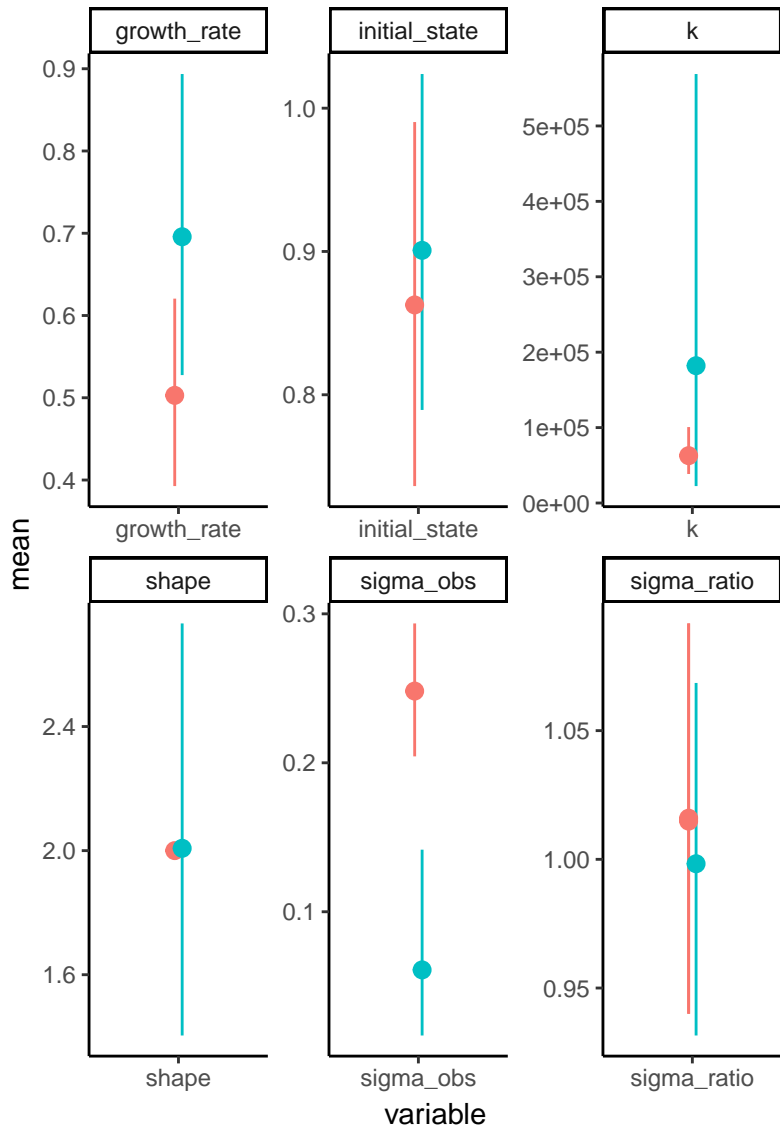 growth_rate
initial_state
k
0.9
0.8
0.7
0.6
0.5
0.4
growth_rate
1.0
0.9
0.8
initial_state
5e+05
4e+05
3e+05
2e+05
1e+05
0e+00
k
mean
shape
sigma_obs
sigma_ratio
2.4
2.0
1.6
shape
0.3
0.2
0.1
sigma_obs
1.05
1.00
0.95
sigma_ratio
variable